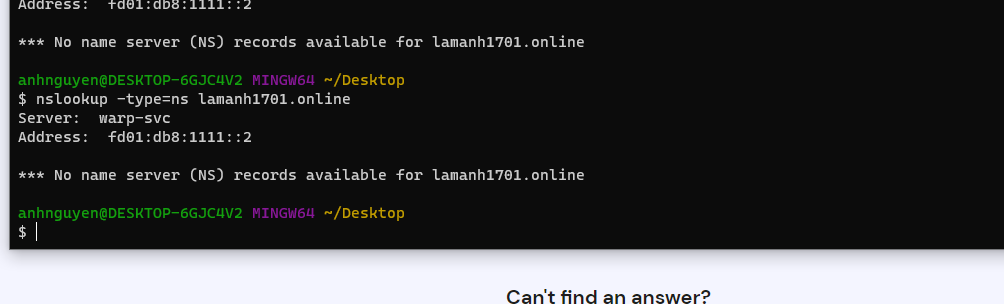 Address:  fd01:db8:1111::2
*** No name server (NS) records available for lamanh1701.online
anhnguyen@DESKTOP-6GJC4V2 MINGW64 ~/Desktop
$ nslookup -type=ns lamanh1701.online
Server:  warp-svc
Address:  fd01:db8:1111::2
*** No name server (NS) records available for lamanh1701.online
anhnguyen@DESKTOP-6GJC4V2 MINGW64 ~/Desktop
$
Can't find an answer?